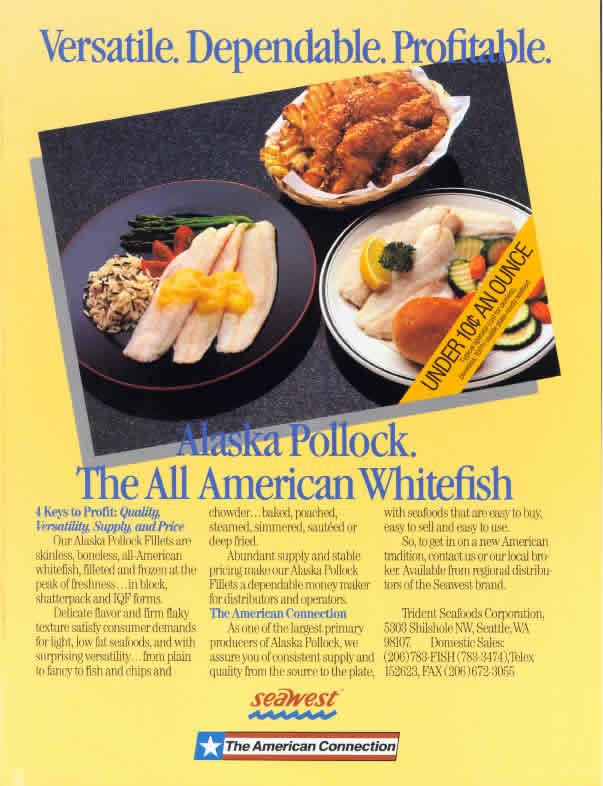 Versatile. Dependable. Profitable.
UNDER 10¢ AN OUNCE
Alaska Pollock.
The All American Whitefish
4 Keys to Profit: Quality,
Versatility, Supply, and Price
Our Alaska Pollock Fillets are
skinless, boneless, all-American
whitefish, filleted and frozen at the
peak of freshness…in block,
shatterpack and IQF forms.
Delicate flavor and firm flaky
texture satisfy consumer demands
for light, low fat seafoods, and with
surprising versatility…from plain
to fancy to fish and chips and
chowder…baked, poached,
steamed, simmered, sautéed or
deep fried.
Abundant supply and stable
pricing make our Alaska Pollock
Fillets a dependable money maker
for distributors and operators.
The American Connection
As one of the largest primary
producers of Alaska Pollock, we
assure you of consistent supply and
quality from the source to the plate,
with seafoods that are easy to buy,
easy to sell and easy to use.
So, to get in on a new American
tradition, contact us or our local bro-
ker. Available from regional distribu-
tors of the Seawest brand.
Trident Seafoods Corporation,
5303 Shilshole NW, Seattle, WA
98107. Domestic Sales:
(206) 783-FISH (783-3474), Telex
152623, FAX (206) 672-3055
seawest
The American Connection